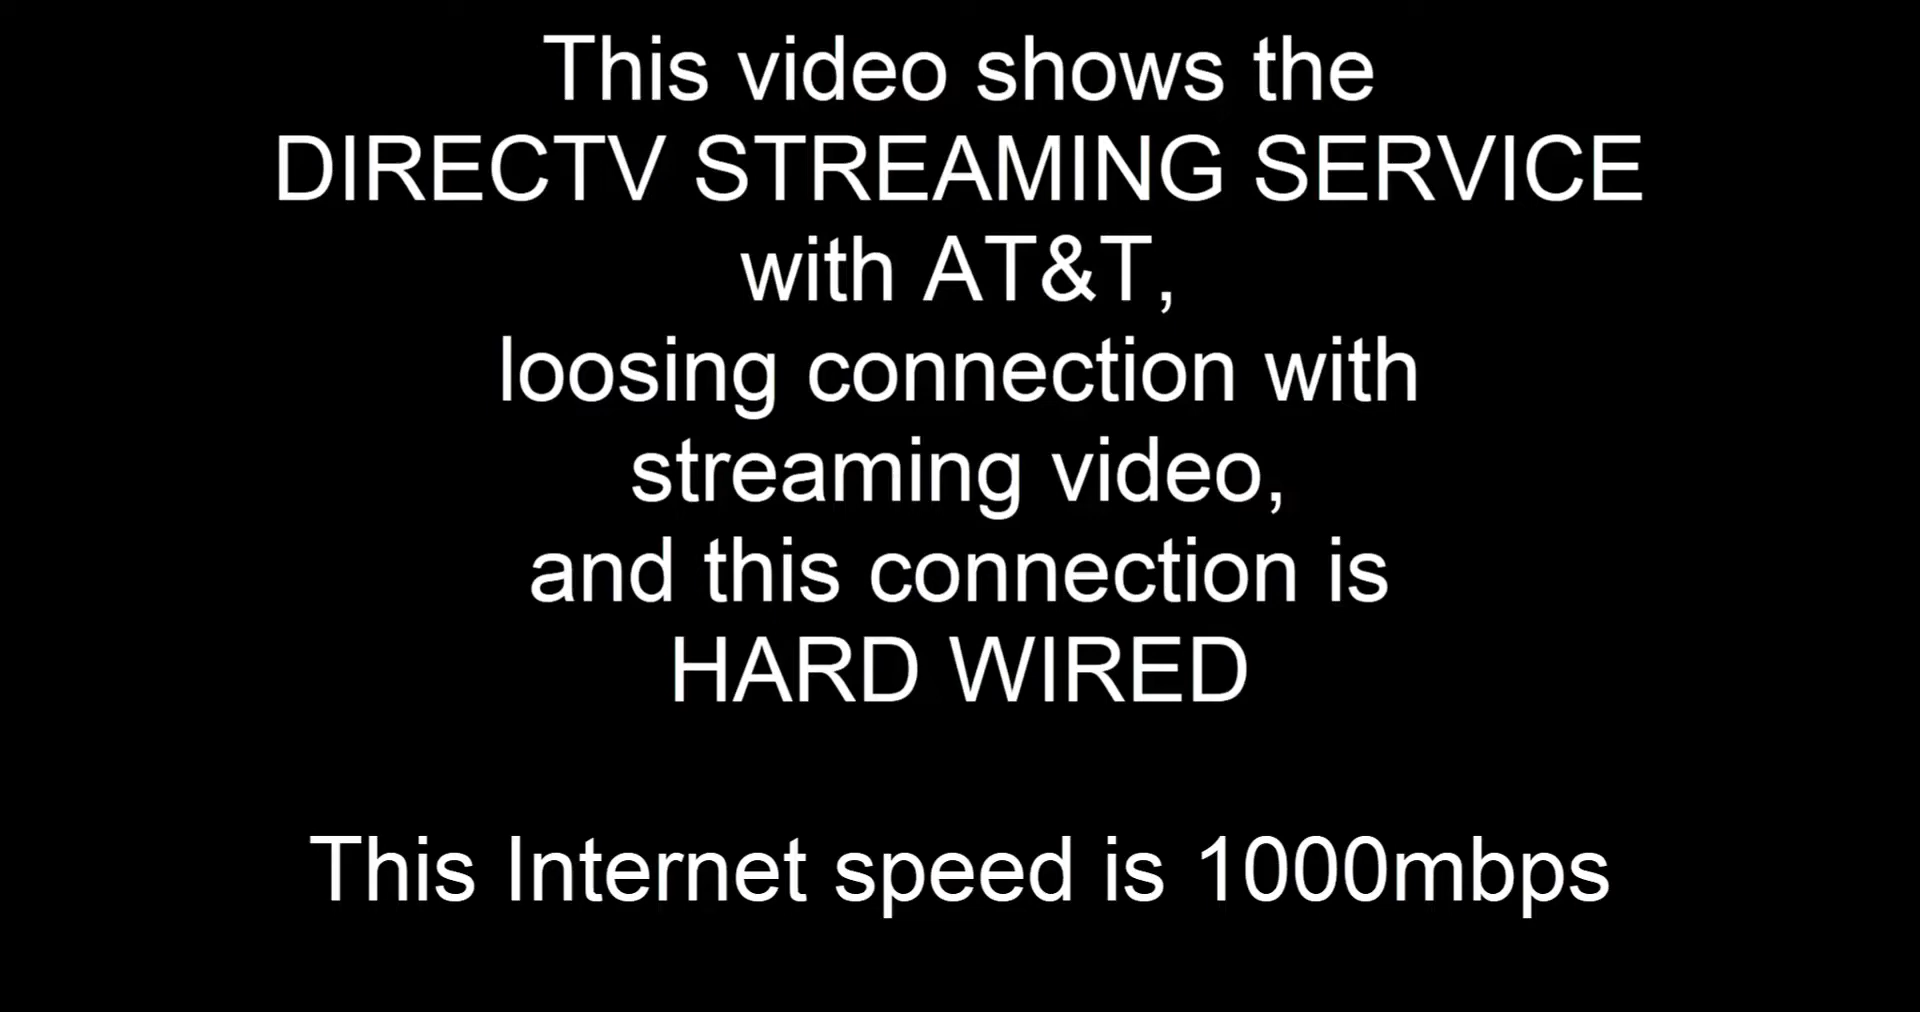 This video shows the
DIRECTV STREAMING SERVICE
with AT&T,
loosing connection with
streaming video,
and this connection is
HARD WIRED
This Internet speed is 1000mbps